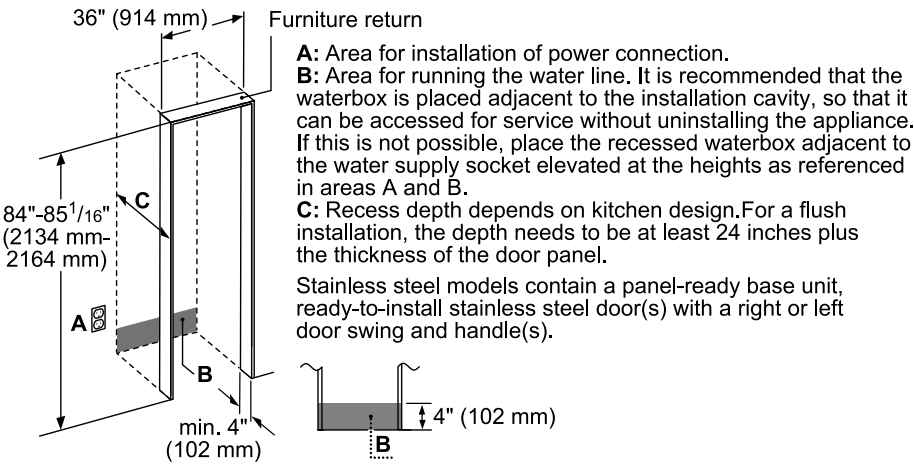 36" (914 mm)
Furniture return
A: Area for installation of power connection.
B: Area for running the water line. It is recommended that the
waterbox is placed adjacent to the installation cavity, so that it
can be accessed for service without uninstalling the appliance.
If this is not possible, place the recessed waterbox adjacent to
the water supply socket elevated at the heights as referenced
in areas A and B.
C: Recess depth depends on kitchen design.For a flush
installation, the depth needs to be at least 24 inches plus
the thickness of the door panel.
Stainless steel models contain a panel-ready base unit,
ready-to-install stainless steel door(s) with a right or left
door swing and handle(s).
C
84"-85 1/16"
(2134 mm-
2164 mm)
A
B
min. 4"
(102 mm)
4" (102 mm)
B